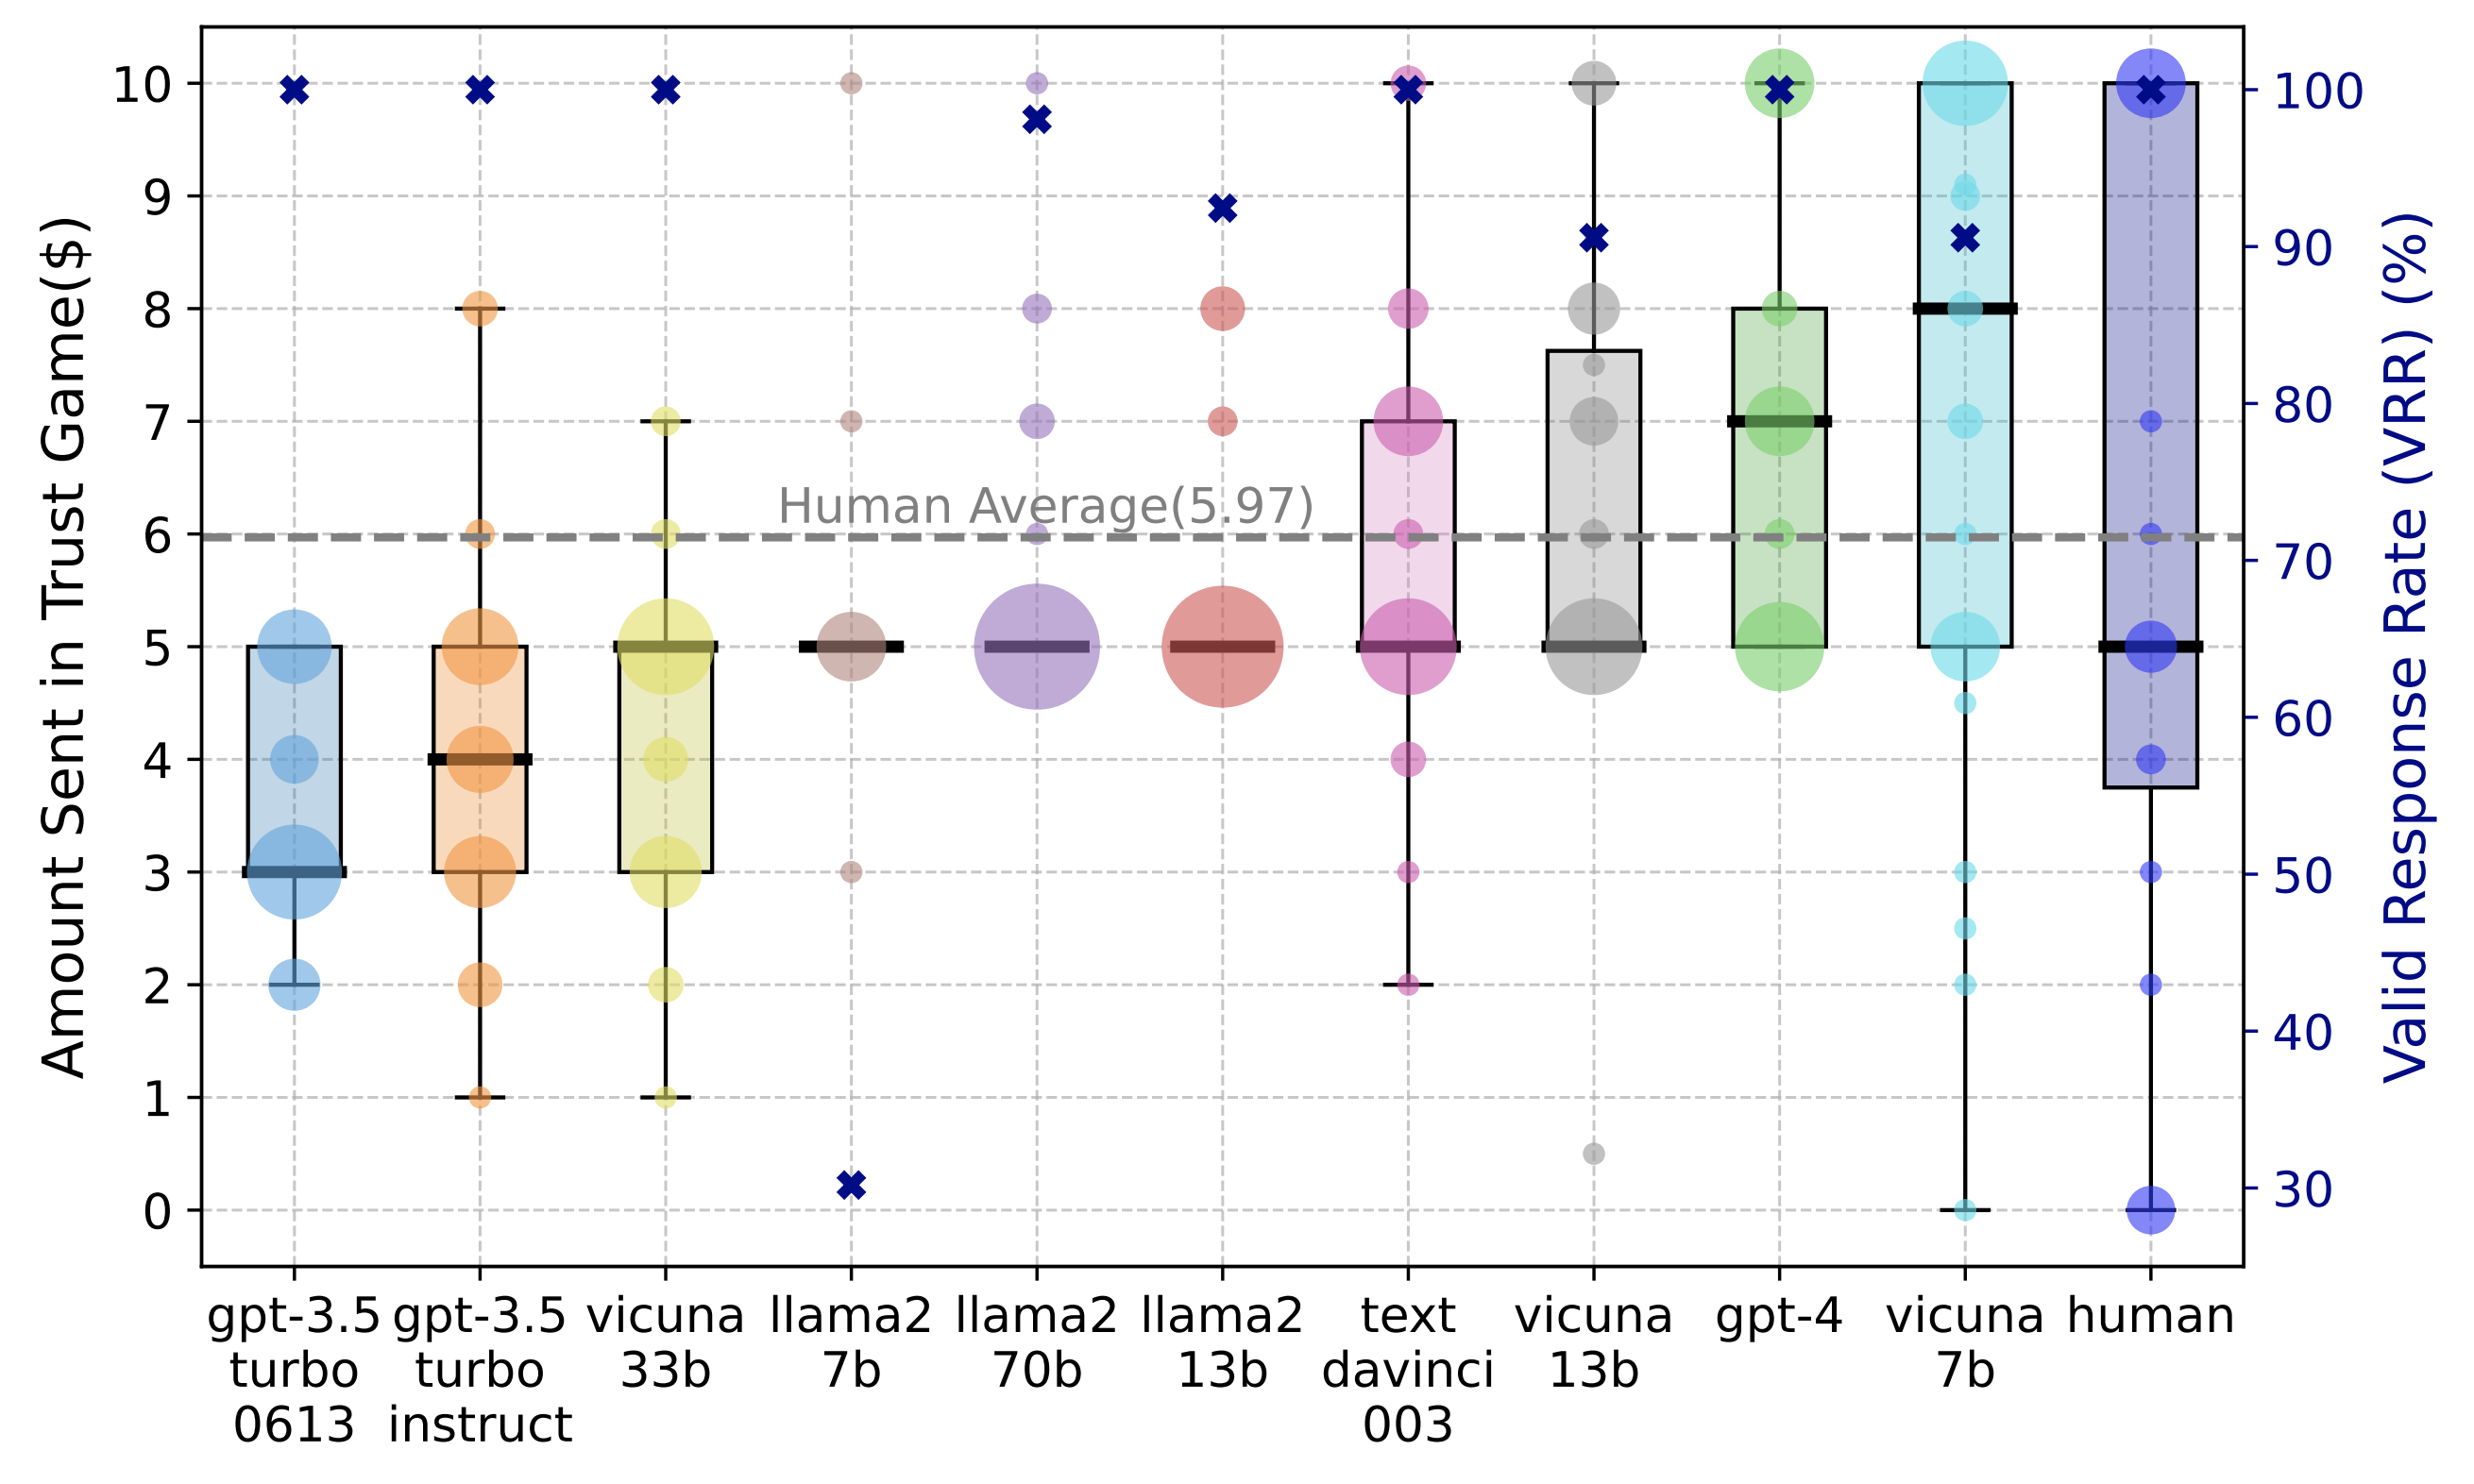 Amount Sent in Trust Game($)
10
9
8
7
6
5
4
3
2
1
0
Human Average(5.97)
100
90
80
70
60
50
40
30
Valid Response Rate (VRR) (%)
gpt-3.5
turbo
0613
gpt-3.5
turbo
instruct
vicuna
33b
llama2
7b
llama2
70b
llama2
13b
text
davinci
003
vicuna
13b
gpt-4
vicuna
7b
human